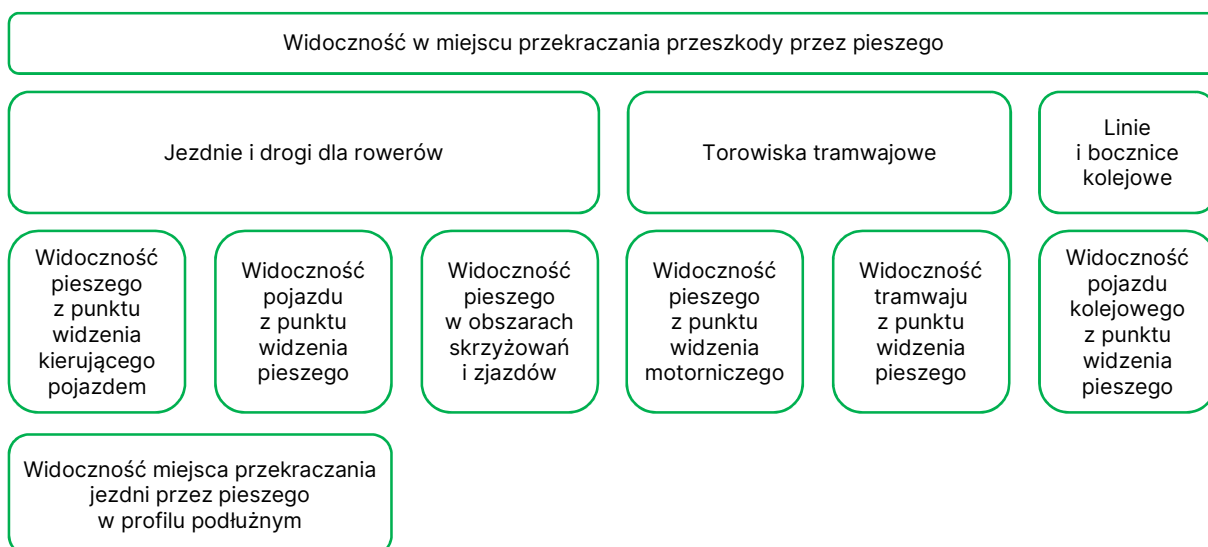 Widoczność w miejscu przekraczania przeszkody przez pieszego
Jezdnie i drogi dla rowerów
Torowiska tramwajowe
Linie
i bocznice
kolejowe
Widoczność
pieszego
z punktu
widzenia
kierującego
pojazdem
Widoczność
pojazdu
z punktu
widzenia
pieszego
Widoczność
pieszego
w obszarach
skrzyżowań
i zjazdów
Widoczność
pieszego
z punktu
widzenia
motorniczego
Widoczność
tramwaju
z punktu
widzenia
pieszego
Widoczność
pojazdu
kolejowego
z punktu
widzenia
pieszego
Widoczność miejsca przekraczania
jezdni przez pieszego
w profilu podłużnym